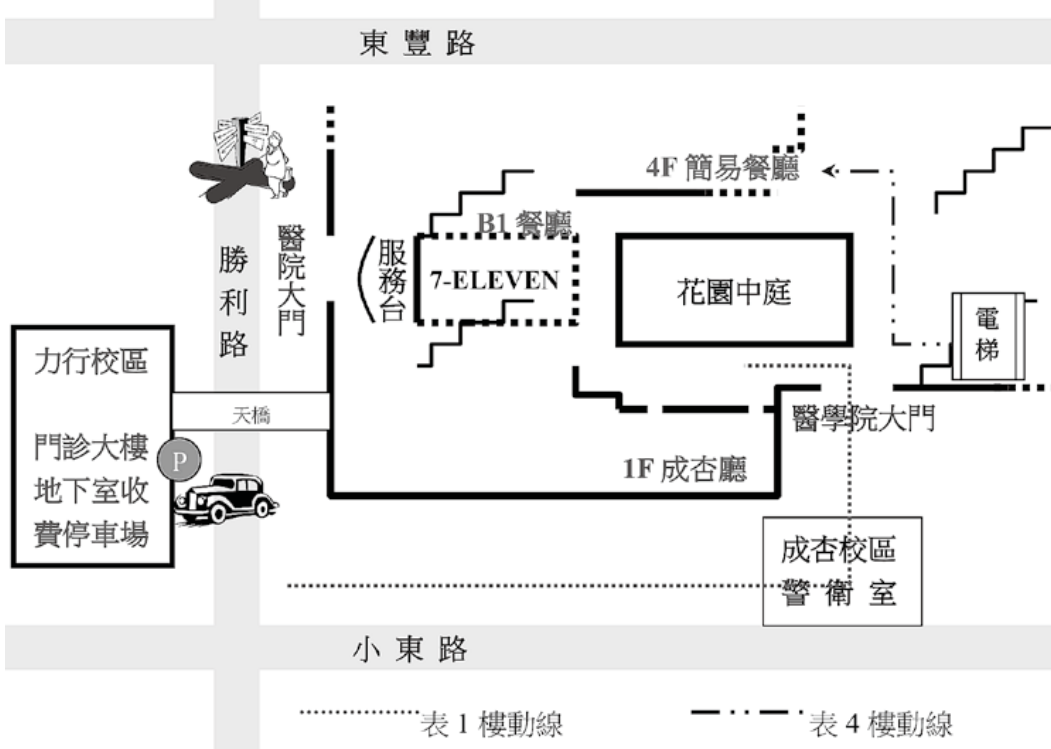 東豐路
4F 簡易餐廳
B1 餐廳
醫院大門
服務台
7-ELEVEN
花園中庭
勝利路
電梯
力行校區
天橋
醫學院大門
門診大樓
地下室收
費停車場
P
1F 成杏廳
成杏校區
警衛室
小東路
表 1 樓動線
表 4 樓動線